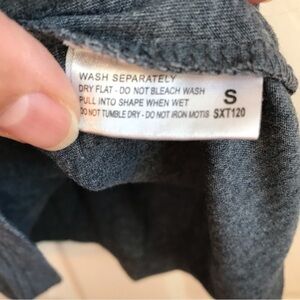 WASH SEPARATELY
DRY FLAT - DO NOT BLEACH WASH
PULL INTO SHAPE WHEN WET
DO NOT TUMBLE DRY - DO NOT IRON MOTIS
S
SXT120